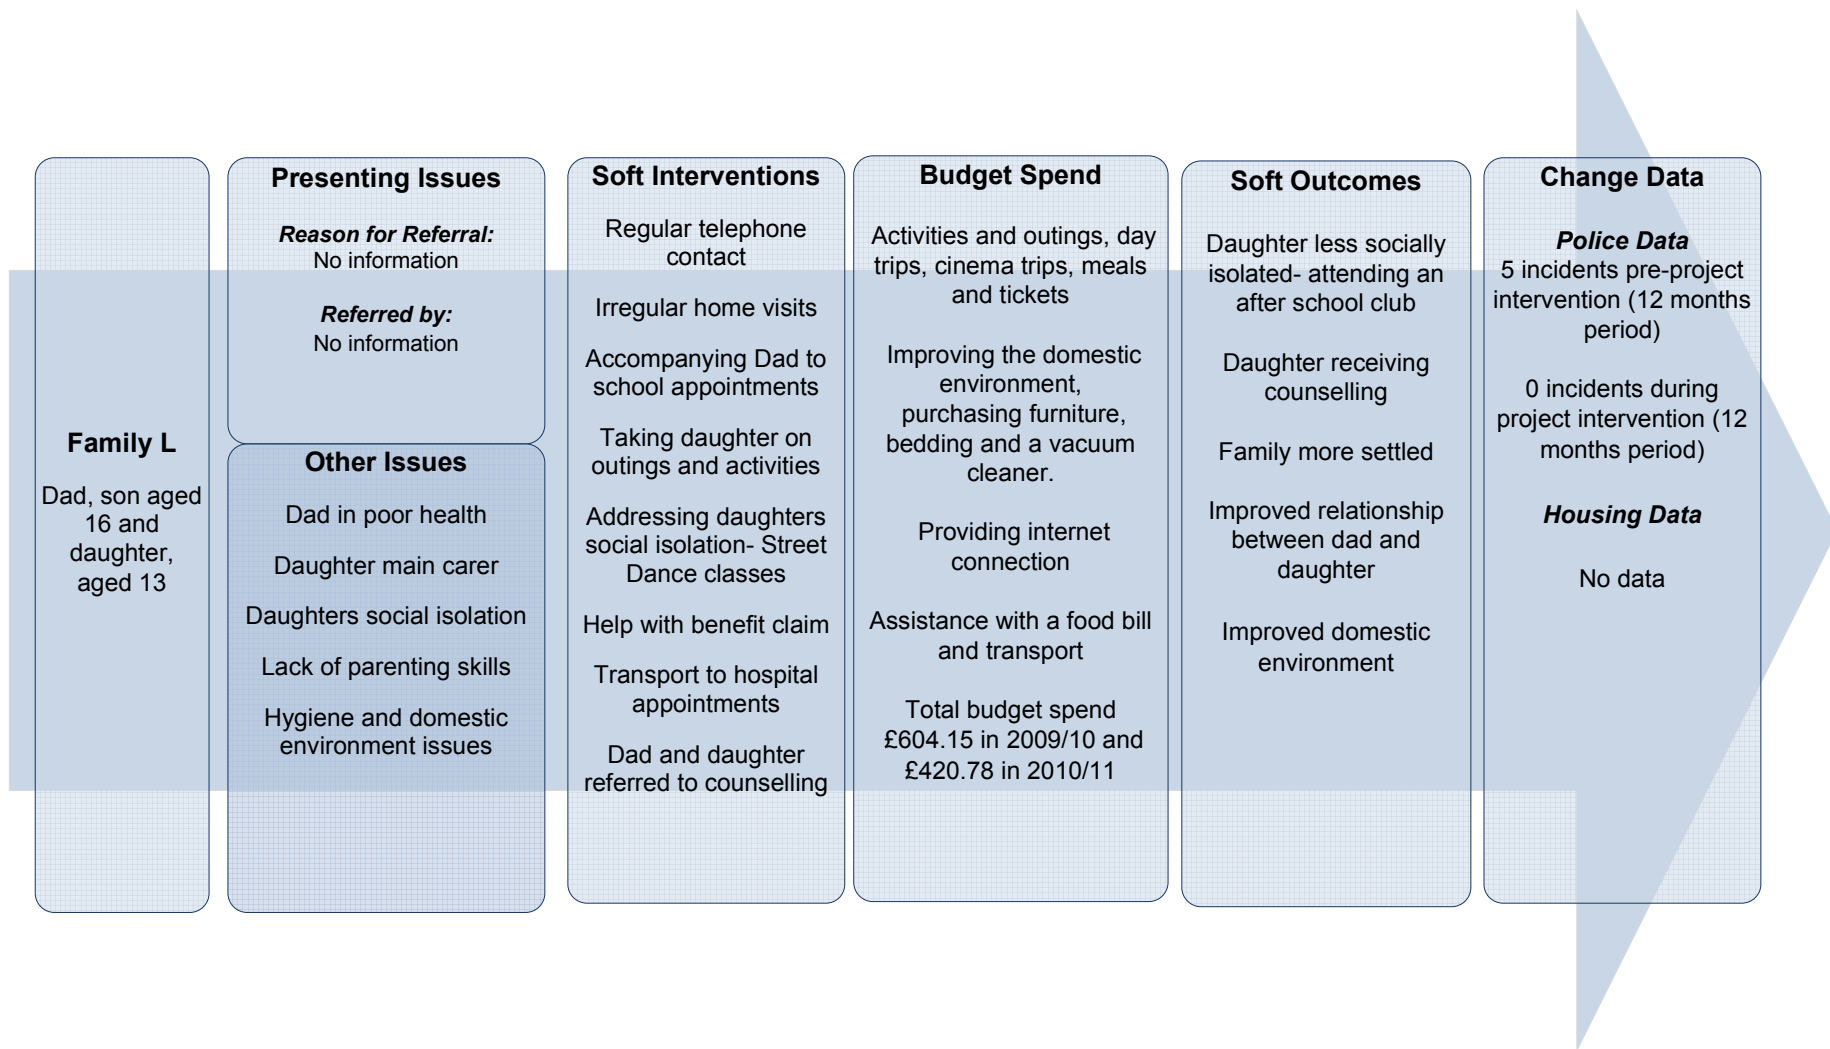 Family L
Dad, son aged
16 and
daughter,
aged 13
Presenting Issues
Reason for Referral:
No information
Referred by:
No information
Other Issues
Dad in poor health
Daughter main carer
Daughters social isolation
Lack of parenting skills
Hygiene and domestic
environment issues
Soft Interventions
Regular telephone
contact
Irregular home visits
Accompanying Dad to
school appointments
Taking daughter on
outings and activities
Addressing daughters
social isolation- Street
Dance classes
Help with benefit claim
Transport to hospital
appointments
Dad and daughter
referred to counselling
Budget Spend
Activities and outings, day
trips, cinema trips, meals
and tickets
Improving the domestic
environment,
purchasing furniture,
bedding and a vacuum
cleaner.
Providing internet
connection
Assistance with a food bill
and transport
Total budget spend
£604.15 in 2009/10 and
£420.78 in 2010/11
Soft Outcomes
Daughter less socially
isolated- attending an
after school club
Daughter receiving
counselling
Family more settled
Improved relationship
between dad and
daughter
Improved domestic
environment
Change Data
Police Data
5 incidents pre-project
intervention (12 months
period)
0 incidents during
project intervention (12
months period)
Housing Data
No data